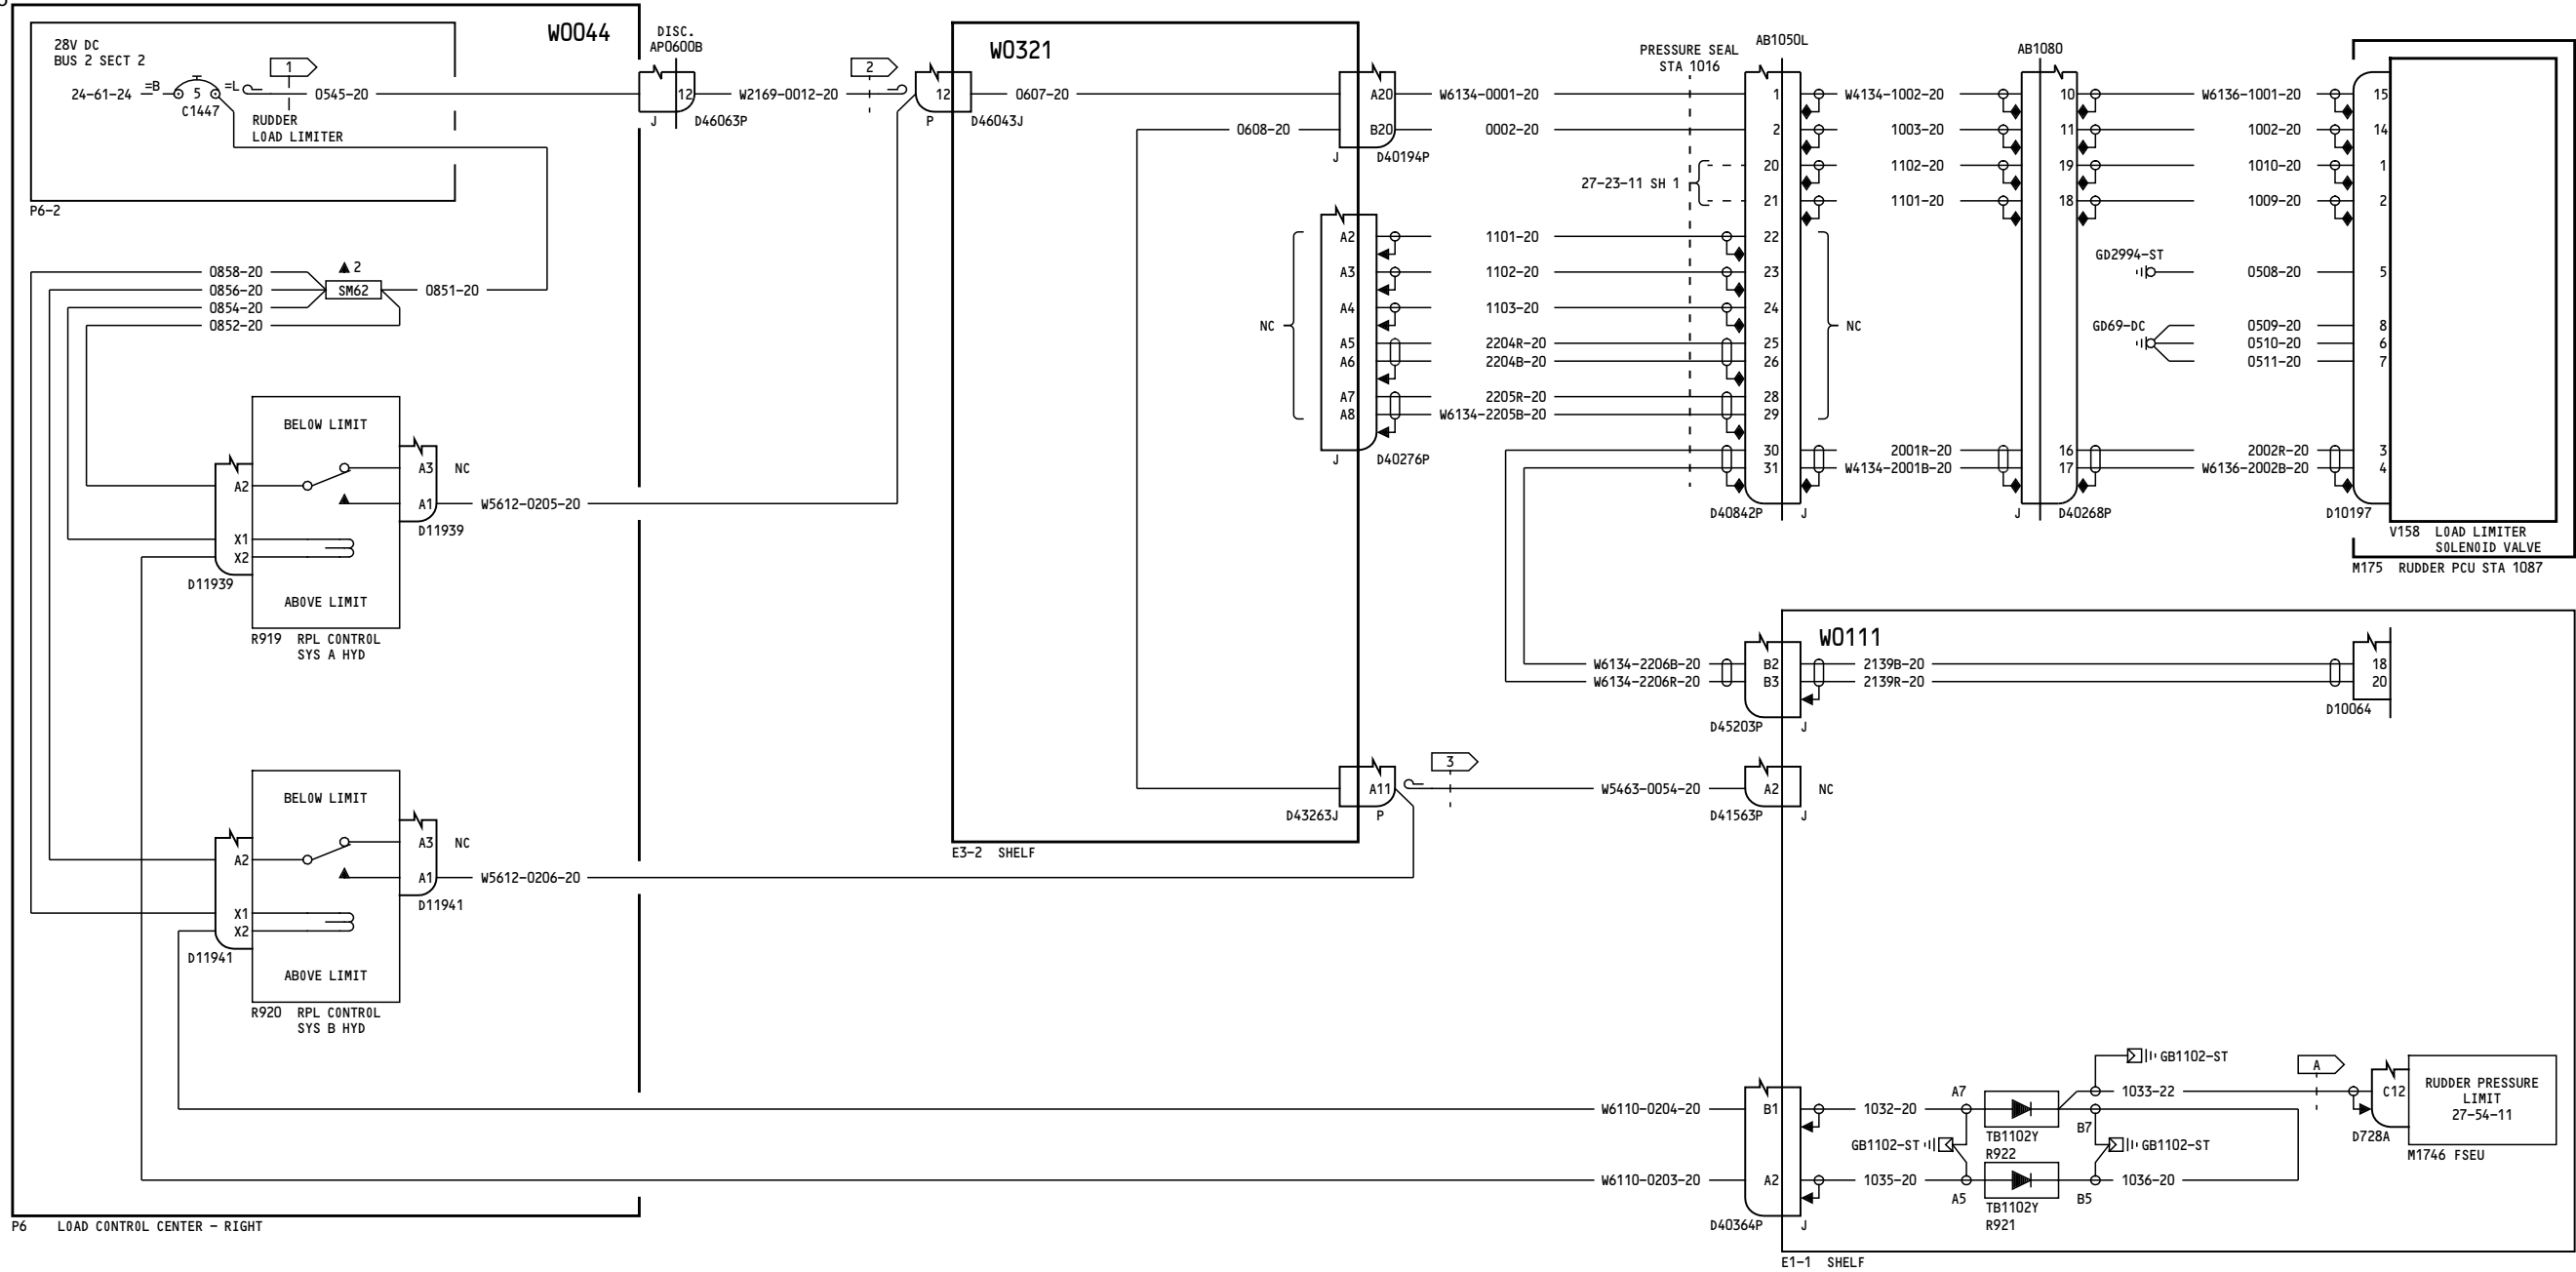 W0044
28V DC
BUS 2 SECT 2
24-61-24
=B
5
=L
C1447
1
0545-20
RUDDER
LOAD LIMITER
P6-2
DISC.
AP0600B
12
J
D46063P
W2169-0012-20
2
12
P
D46043J
W0321
0607-20
0608-20
A20
B20
J
D40194P
W6134-0001-20
0002-20
PRESSURE SEAL
STA 1016
27-23-11 SH 1
AB1050L
1
2
20
21
22
23
24
25
26
28
29
30
31
D40842P
J
W4134-1002-20
1003-20
1102-20
1101-20
NC
2001R-20
W4134-2001B-20
AB1080
10
11
19
18
16
17
J
D40268P
W6136-1001-20
1002-20
1010-20
1009-20
GD2994-ST
0508-20
GD69-DC
0509-20
0510-20
0511-20
2002R-20
W6136-2002B-20
15
14
1
2
5
8
6
7
3
4
D10197
V158 LOAD LIMITER
SOLENOID VALVE
M175 RUDDER PCU STA 1087
NC
A2
A3
A4
A5
A6
A7
A8
J
D40276P
1101-20
1102-20
1103-20
2204R-20
2204B-20
2205R-20
W6134-2205B-20
0858-20
0856-20
0854-20
0852-20
2
SM62
0851-20
BELOW LIMIT
A2
X1
X2
D11939
A3
NC
A1
D11939
W5612-0205-20
ABOVE LIMIT
R919 RPL CONTROL
SYS A HYD
BELOW LIMIT
A2
X1
X2
D11941
A3
NC
A1
D11941
W5612-0206-20
ABOVE LIMIT
R920 RPL CONTROL
SYS B HYD
P6 LOAD CONTROL CENTER - RIGHT
D43263J
A11
P
E3-2 SHELF
3
W5463-0054-20
A2
NC
D41563P
J
W6134-2206B-20
W6134-2206R-20
B2
B3
D45203P
J
W0111
2139B-20
2139R-20
18
20
D10064
W6110-0204-20
W6110-0203-20
B1
A2
D40364P
J
1032-20
1035-20
GB1102-ST
A7
A5
TB1102Y
R922
TB1102Y
R921
B7
B5
GB1102-ST
1033-22
GB1102-ST
1036-20
A
C12
D728A
RUDDER PRESSURE
LIMIT
27-54-11
M1746 FSEU
E1-1 SHELF